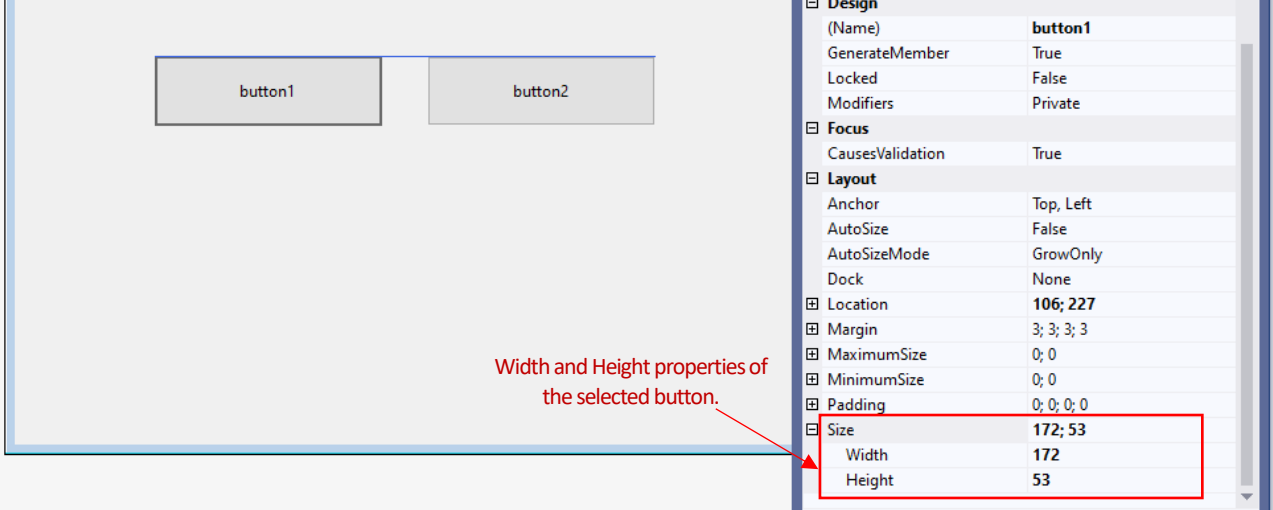 Design
(Name) button1
GenerateMember True
Locked False
Modifiers Private
Focus
CausesValidation True
Layout
Anchor Top, Left
AutoSize False
AutoSizeMode GrowOnly
Dock None
Location 106; 227
Margin 3; 3; 3; 3
MaximumSize 0; 0
MinimumSize 0; 0
Padding 0; 0; 0; 0
Size 172; 53
Width 172
Height 53
button1 button2
Width and Height properties of
the selected button.